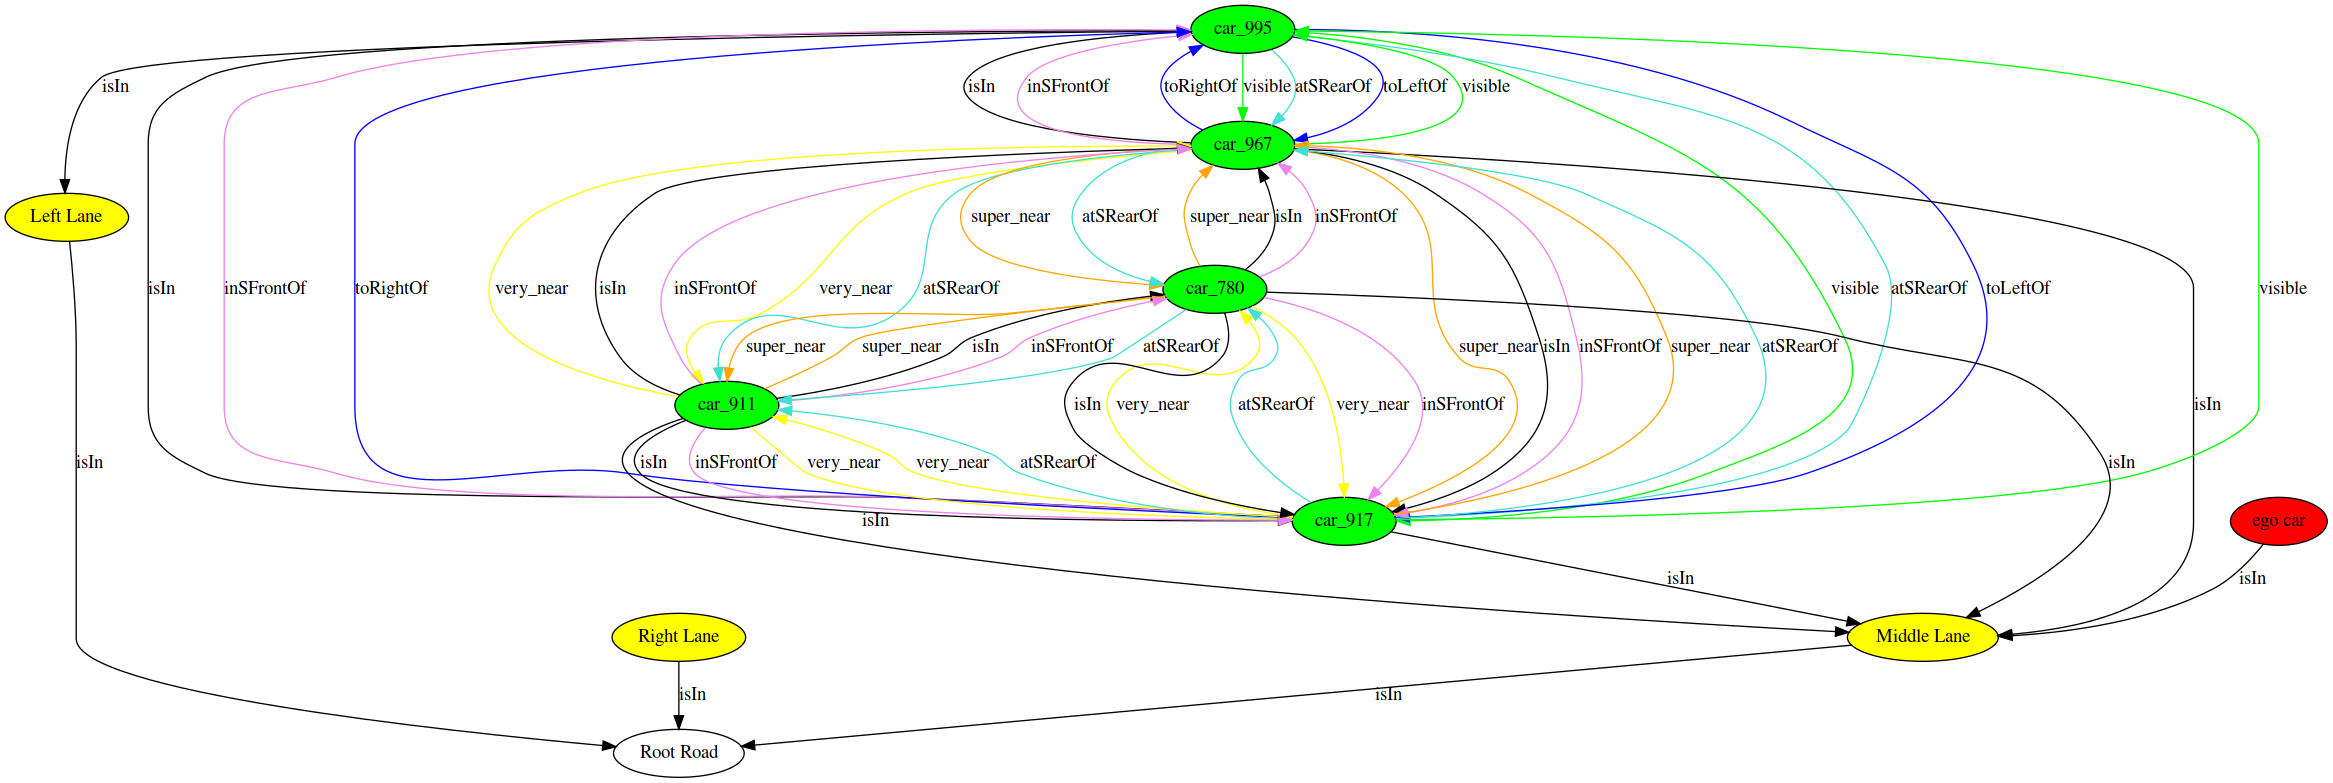 car_995
isIn
isIn
inSFrontOf
toRightOf
visible
atSRearOf
toLeftOf
visible
car_967
Left Lane
super_near
atSRearOf
super_near
isIn
inSFrontOf
isIn
inSFrontOf
toRightOf
very_near
isIn
inSFrontOf
very_near
atSRearOf
car_780
visible
atSRearOf
toLeftOf
visible
super_near
super_near
isIn
inSFrontOf
atSRearOf
super_near
isIn
inSFrontOf
super_near
atSRearOf
car_911
isIn
very_near
atSRearOf
very_near
inSFrontOf
isIn
isIn
isIn
inSFrontOf
very_near
very_near
atSRearOf
isIn
isIn
car_917
ego car
isIn
isIn
Right Lane
Middle Lane
isIn
isIn
Root Road